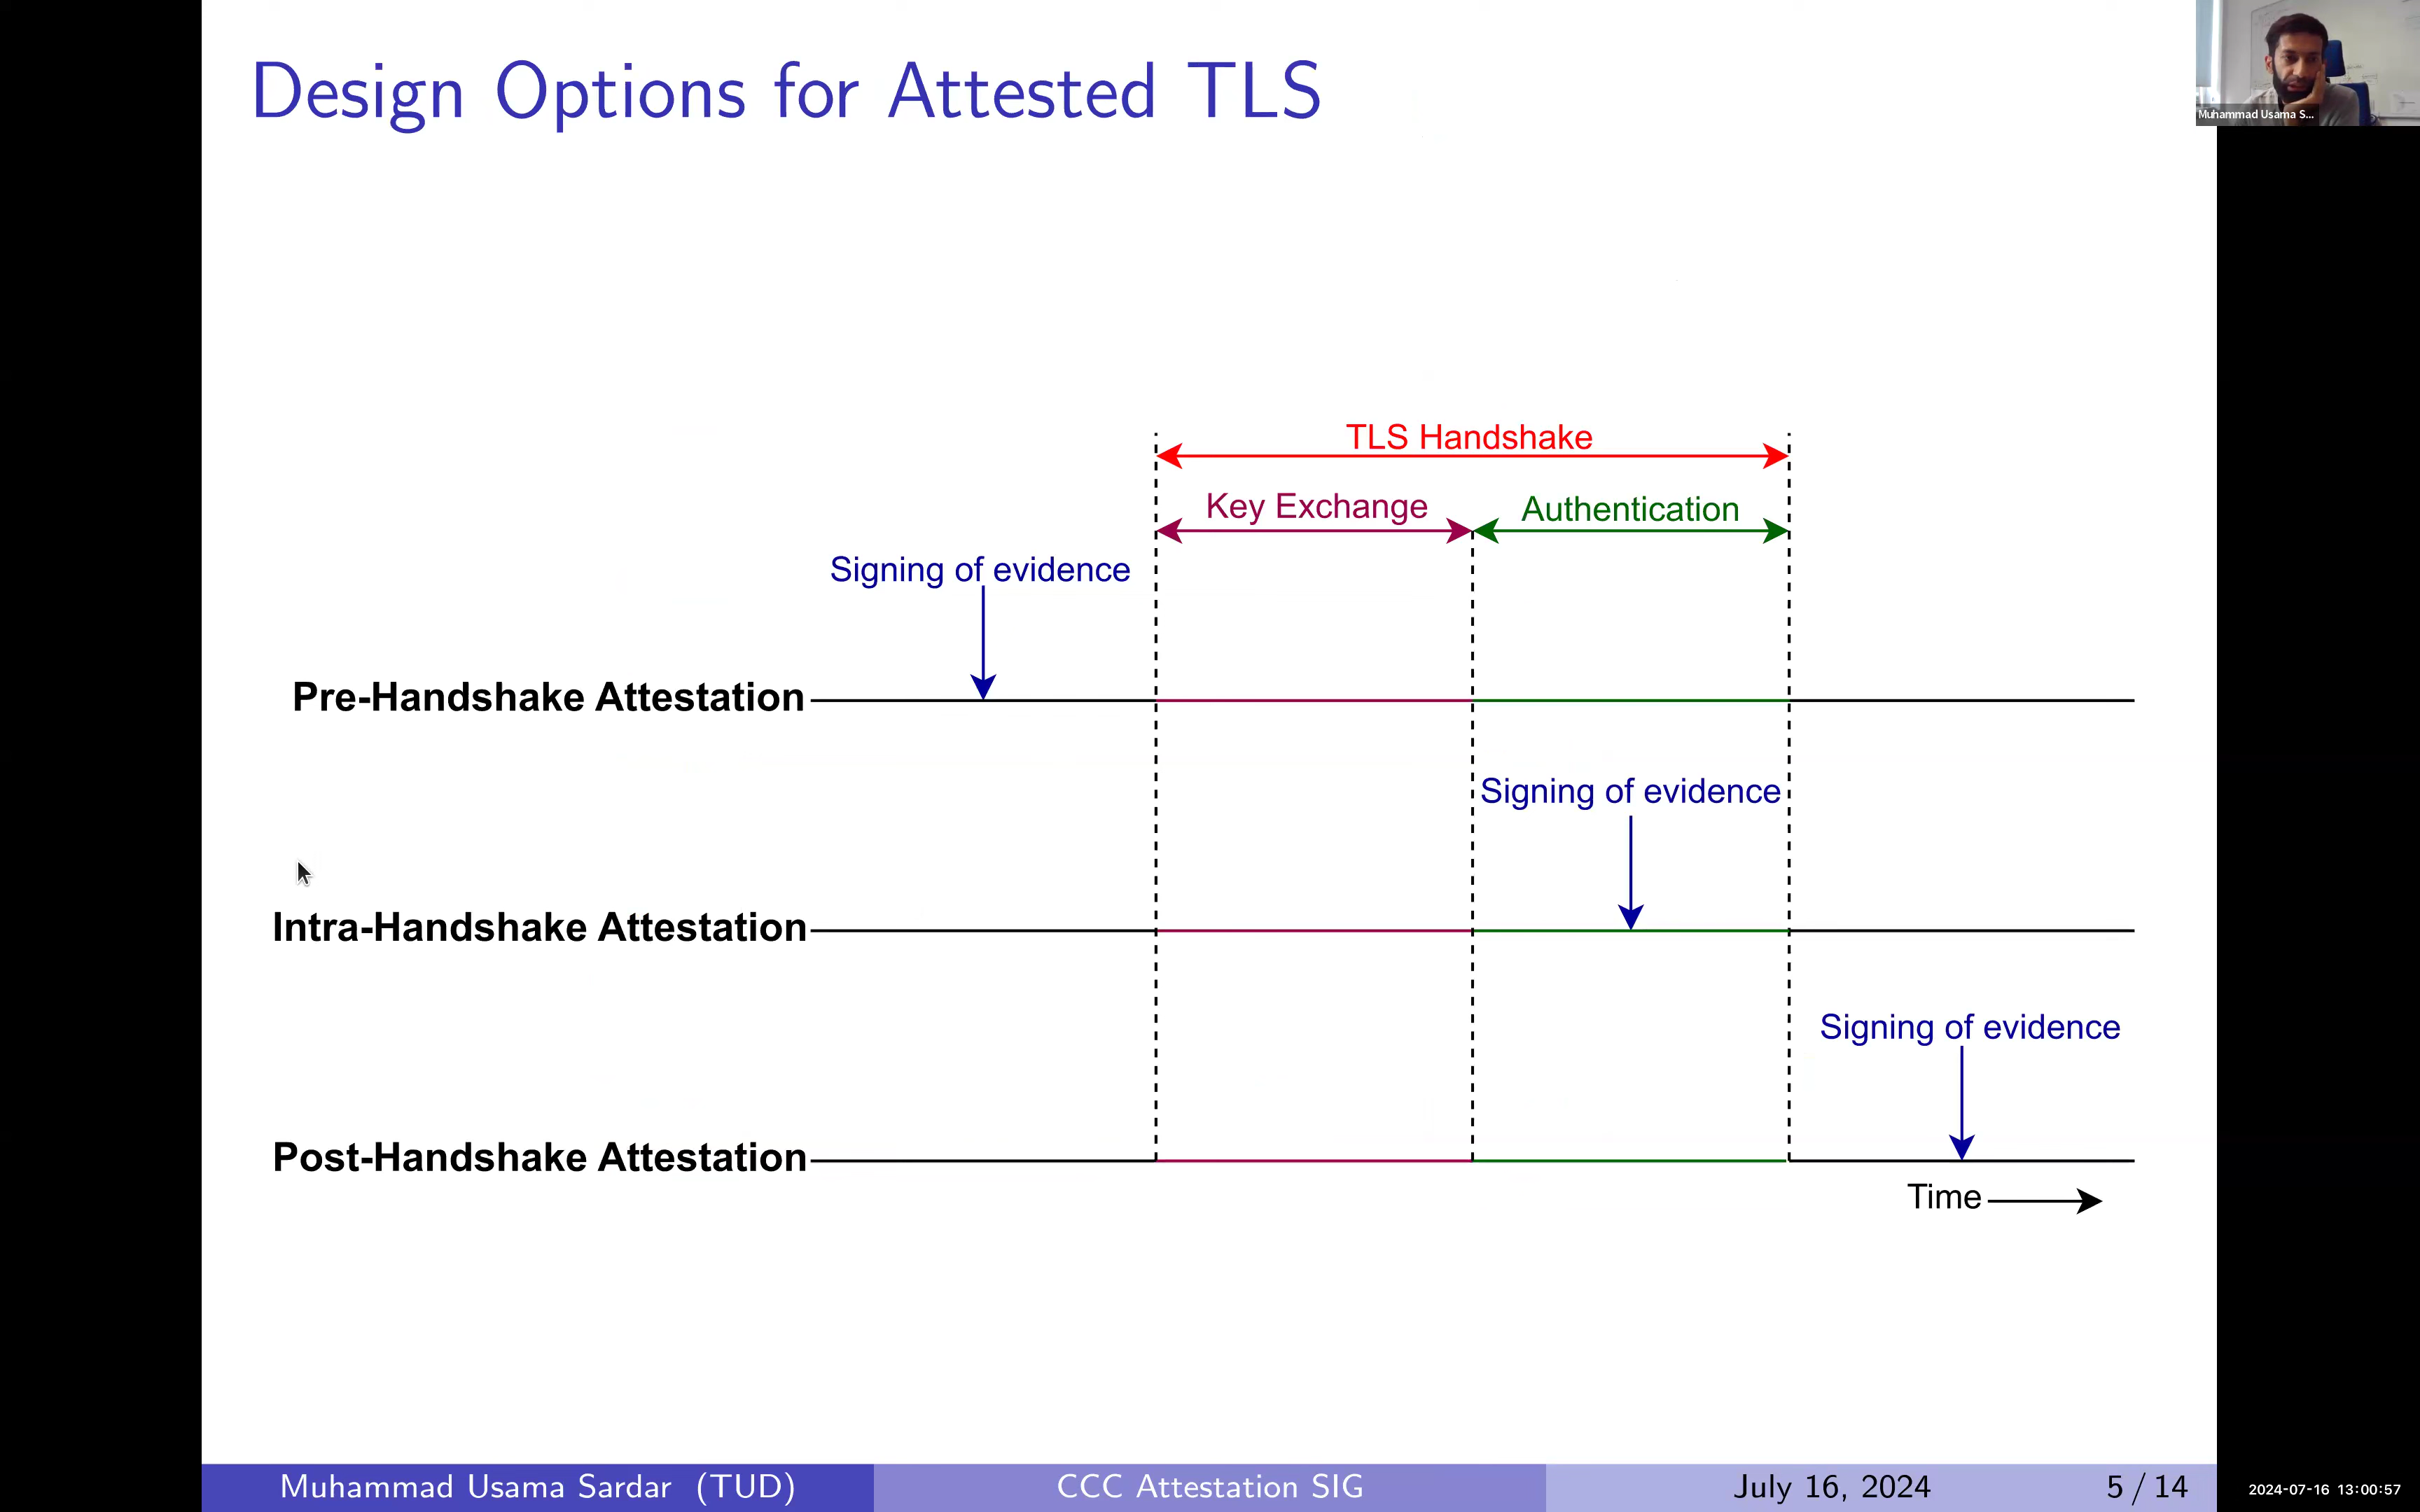 Design Options for Attested TLS
Muhammad Usama S...
TLS Handshake
Key Exchange
Authentication
Signing of evidence
Pre-Handshake Attestation
Signing of evidence
Intra-Handshake Attestation
Signing of evidence
Post-Handshake Attestation
Time
Muhammad Usama Sardar (TUD)
CCC Attestation SIG
July 16, 2024
5 / 14
2024-07-16 13:00:57